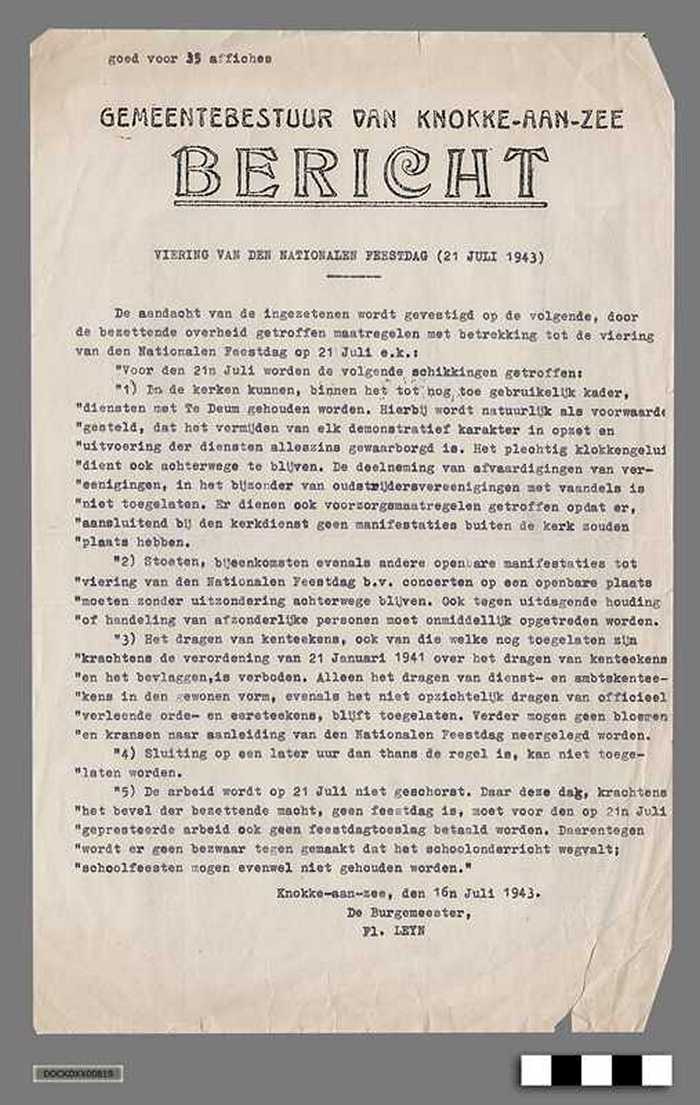 goed voor 35 affiches
GEMEENTEBESTUUR VAN KNOKKE-AAN-ZEE
BERICHT
VIERING VAN DEN NATIONALEN FEESTDAG (21 JULI 1943)
De aandacht van de ingezetenen wordt gevestigd op de volgende, door
de bezettende overheid getroffen maatregelen met betrekking tot de viering
van den Nationalen Feestdag op 21 Juli e.k.:
"Voor den 21n Juli worden de volgende schikkingen getroffen:
"1) In de kerken kunnen, binnen het tot nog toe gebruikelijk kader,
"diensten met Te Deum gehouden worden. Hierbij wordt natuurlijk als voorwaarde
"gesteld, dat het vermijden van elk demonstratief karakter in opzet en
"uitvoering der diensten alleszins gewaarborgd is. Het plechtig klokkengelui
"dient ook achterwege te blijven. De deelneming van afvaardigingen van ver-
"eenigingen, in het bijzonder van oudstrijdersvereenigingen met vaandels is
"niet toegelaten. Er dienen ook voorzorgsmaatregelen getroffen opdat er,
"aansluitend bij den kerkdienst geen manifestaties buiten de kerk zouden
"plaats hebben.
"2) Stoeten, bijeenkomsten evenals andere openbare manifestaties tot
"viering van den Nationalen Feestdag b.v. concerten op een openbare plaats
"moeten zonder uitzondering achterwege blijven. Ook tegen uitdagende houding
"of handeling van afzonderlijke personen moet onmiddellijk opgetreden worden.
"3) Het dragen van kenteekens, ook van die welke nog toegelaten zijn
"krachtens de verordening van 21 Januari 1941 over het dragen van kenteekens
"en het bevlaggen,is verboden. Alleen het dragen van dienst- en ambtskentee-
"kens in den gewonen vorm, evenals het niet opzichtelijk dragen van officieel
"verleende orde- en eereteekens, blijft toegelaten. Verder mogen geen bloemen
"en kransen naar aanleiding van den Nationalen Feestdag neergelegd worden.
"4) Sluiting op een later uur dan thans de regel is, kan niet toege-
"laten worden.
"5) De arbeid wordt op 21 Juli niet geschorst. Daar deze dag, krachtens
"het bevel der bezettende macht, geen feestdag is, moet voor den op 21n Juli
"gepresteerde arbeid ook geen feestdagtoeslag betaald worden. Daarentegen
"wordt er geen bezwaar tegen gemaakt dat het schoolonderricht wegvalt;
"schoolfeesten mogen evenwel niet gehouden worden."
Knokke-aan-zee, den 16n Juli 1943.
De Burgemeester,
Fl. LEYN